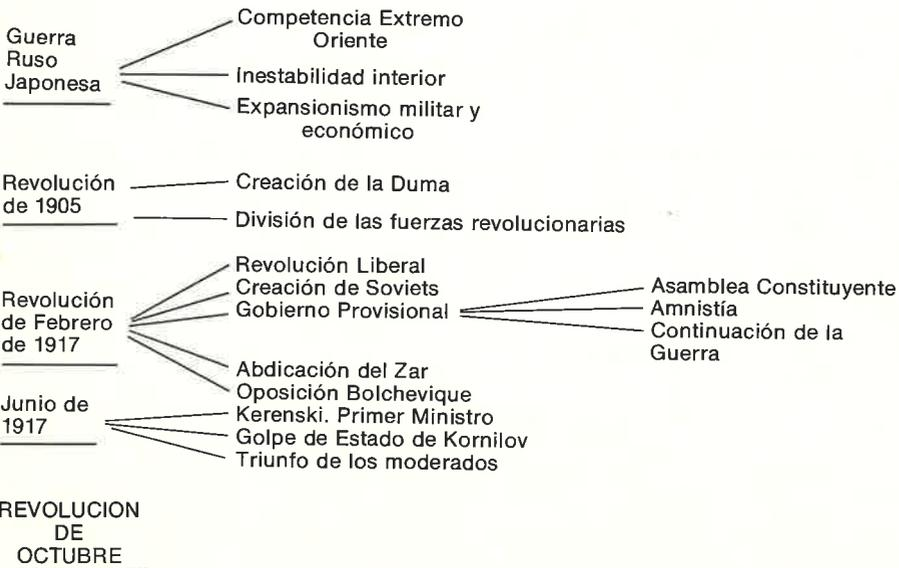 Guerra
Ruso
Japonesa
Competencia Extremo
Oriente
Inestabilidad interior
Expansionismo militar y
económico
Revolución
de 1905
Creación de la Duma
División de las fuerzas revolucionarias
Revolución
de Febrero
de 1917
Revolución Liberal
Creación de Soviets
Gobierno Provisional
Asamblea Constituyente
Amnistía
Continuación de la
Guerra
Abdicación del Zar
Oposición Bolchevique
Junio de
1917
Kerenski. Primer Ministro
Golpe de Estado de Kornilov
Triunfo de los moderados
REVOLUCION
DE
OCTUBRE